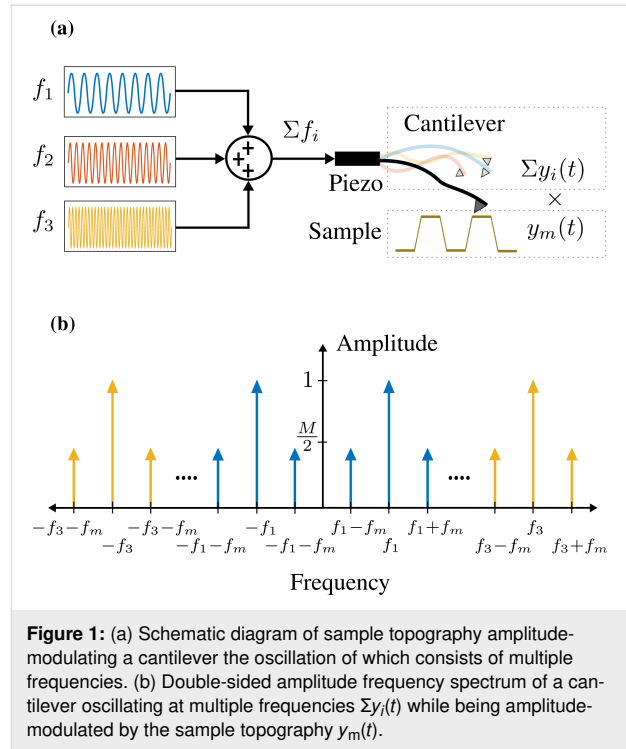 (a)
f₁
f₂
f₃
+
+
+
Σfᵢ
Piezo
Cantilever
Σyᵢ(t)
×
Sample
yₘ(t)
(b)
Amplitude
1
M/2
−f₃−fₘ
−f₃
−f₃−fₘ
−f₁−fₘ
−f₁
−f₁−fₘ
f₁−fₘ
f₁
f₁+fₘ
f₃−fₘ
f₃
f₃+fₘ
Frequency
Figure 1: (a) Schematic diagram of sample topography amplitude-
modulating a cantilever the oscillation of which consists of multiple
frequencies. (b) Double-sided amplitude frequency spectrum of a can-
tilever oscillating at multiple frequencies Σyᵢ(t) while being amplitude-
modulated by the sample topography yₘ(t).